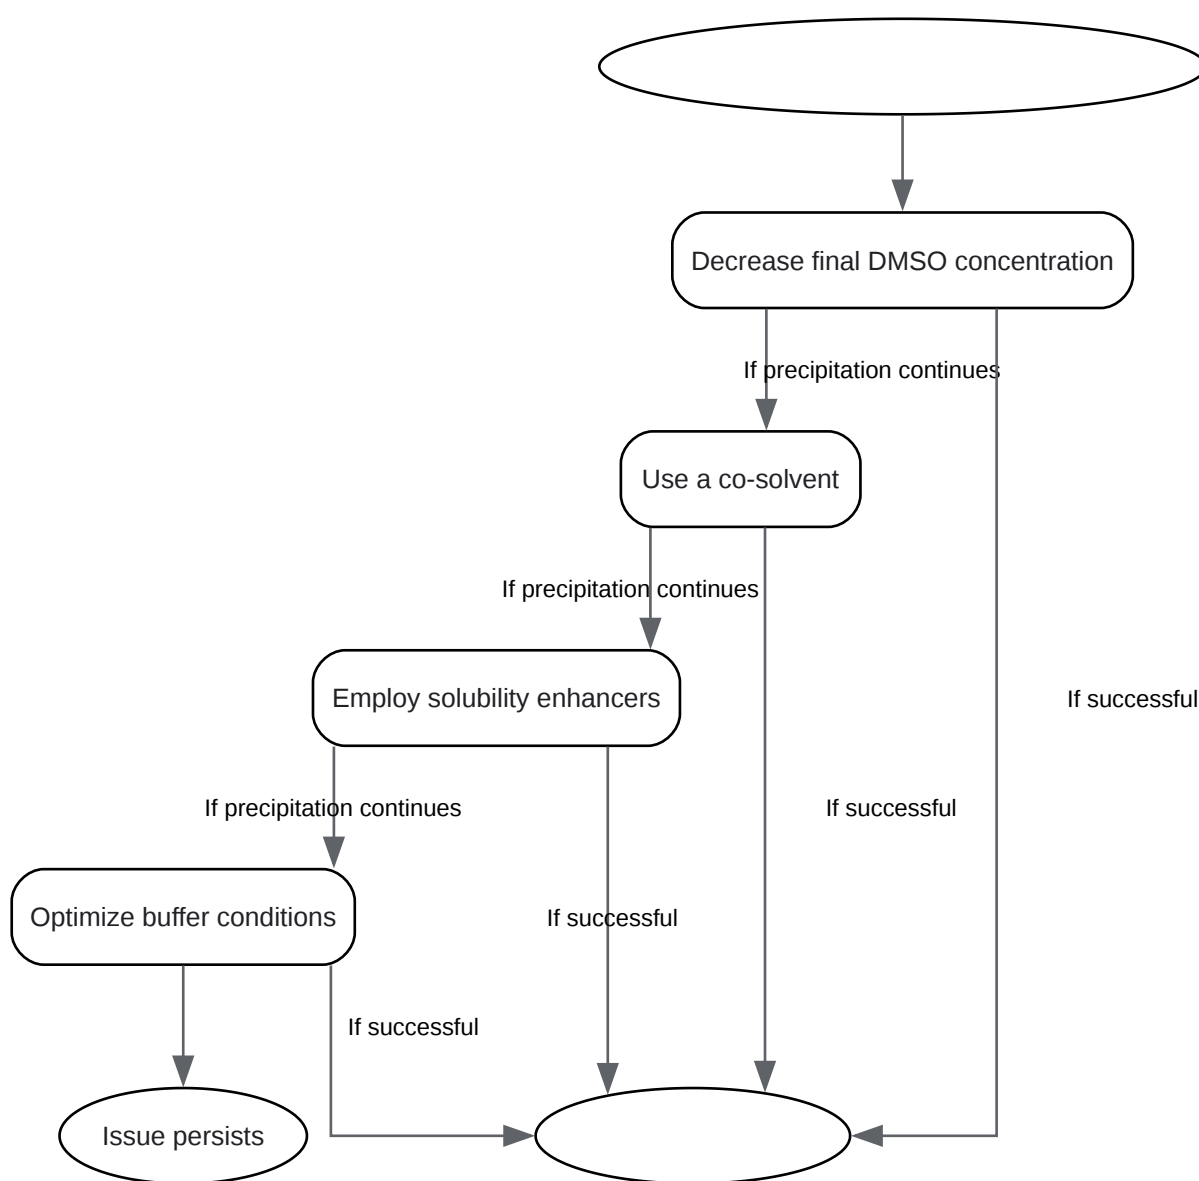 Decrease final DMSO concentration
If precipitation continues
Use a co-solvent
If precipitation continues
Employ solubility enhancers
If successful
If precipitation continues
If successful
Optimize buffer conditions
If successful
If successful
Issue persists